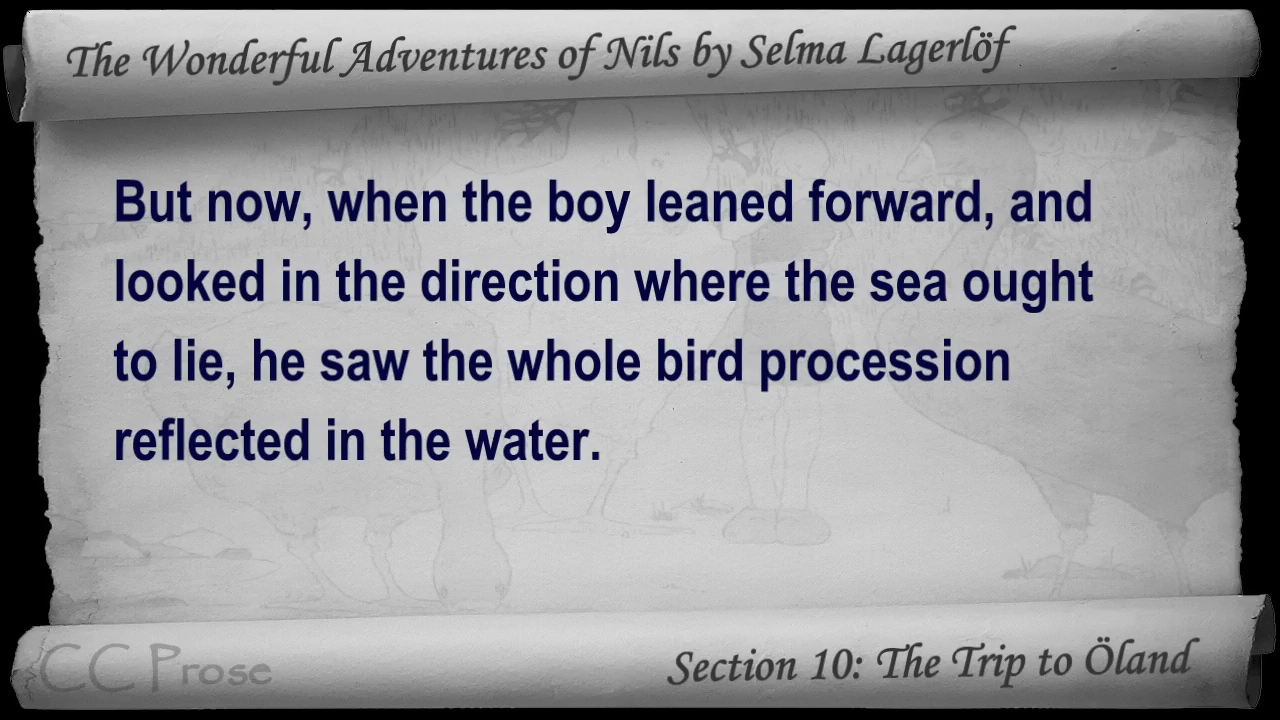 The Wonderful Adventures of Nils by Selma Lagerlöf
But now, when the boy leaned forward, and
looked in the direction where the sea ought
to lie, he saw the whole bird procession
reflected in the water.
CC Prose
Section 10: The Trip to Öland